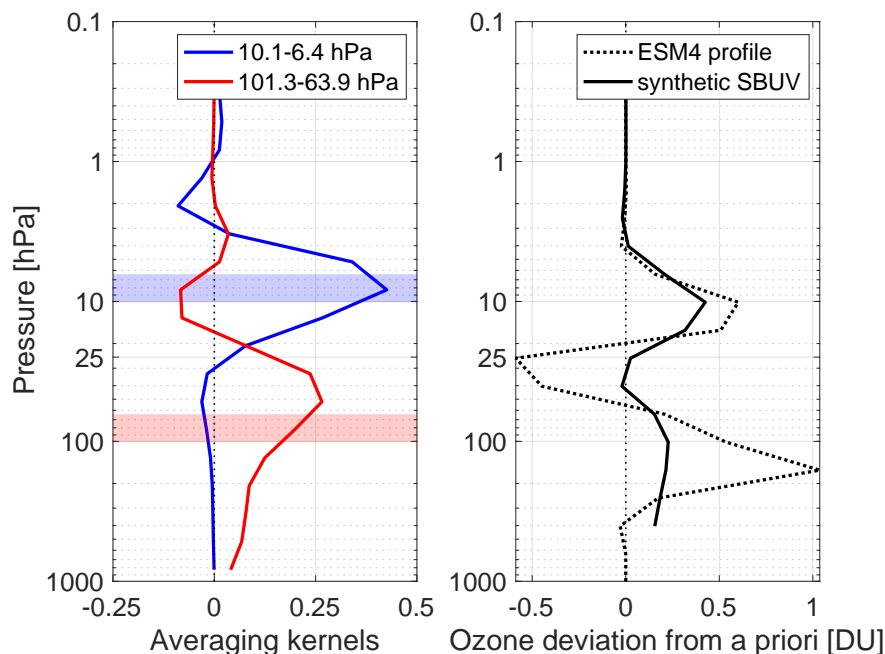 0.1
1
10
25
100
1000
Pressure [hPa]
-0.25
0
0.25
0.5
Averaging kernels
10.1-6.4 hPa
101.3-63.9 hPa
0.1
1
10
25
100
1000
-0.5
0
0.5
1
Ozone deviation from a priori [DU]
ESM4 profile
synthetic SBUV